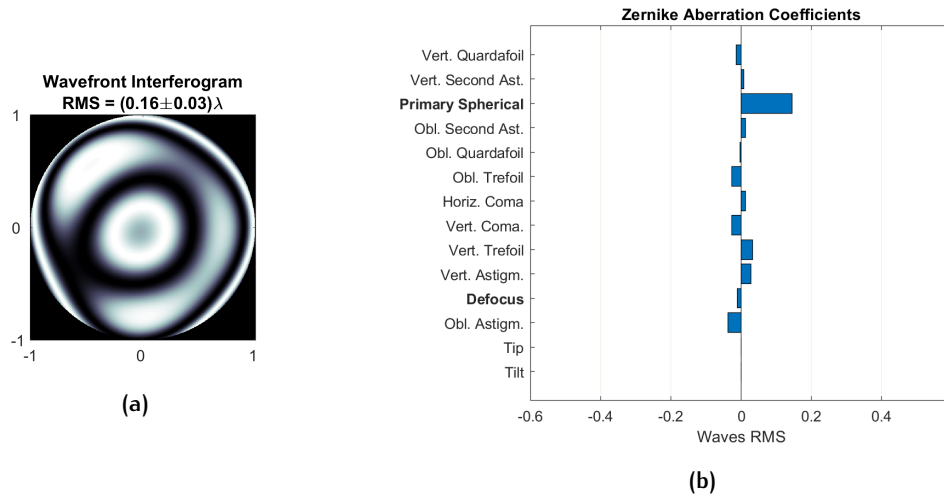 Wavefront Interferogram
RMS = (0.16±0.03)λ
1
0
-1
-1
0
1
(a)
Zernike Aberration Coefficients
Vert. Quardafoil
Vert. Second Ast.
Primary Spherical
Obl. Second Ast.
Obl. Quardafoil
Obl. Trefoil
Horiz. Coma
Vert. Coma.
Vert. Trefoil
Vert. Astigm.
Defocus
Obl. Astigm.
Tip
Tilt
-0.6
-0.4
-0.2
0
0.2
0.4
Waves RMS
(b)